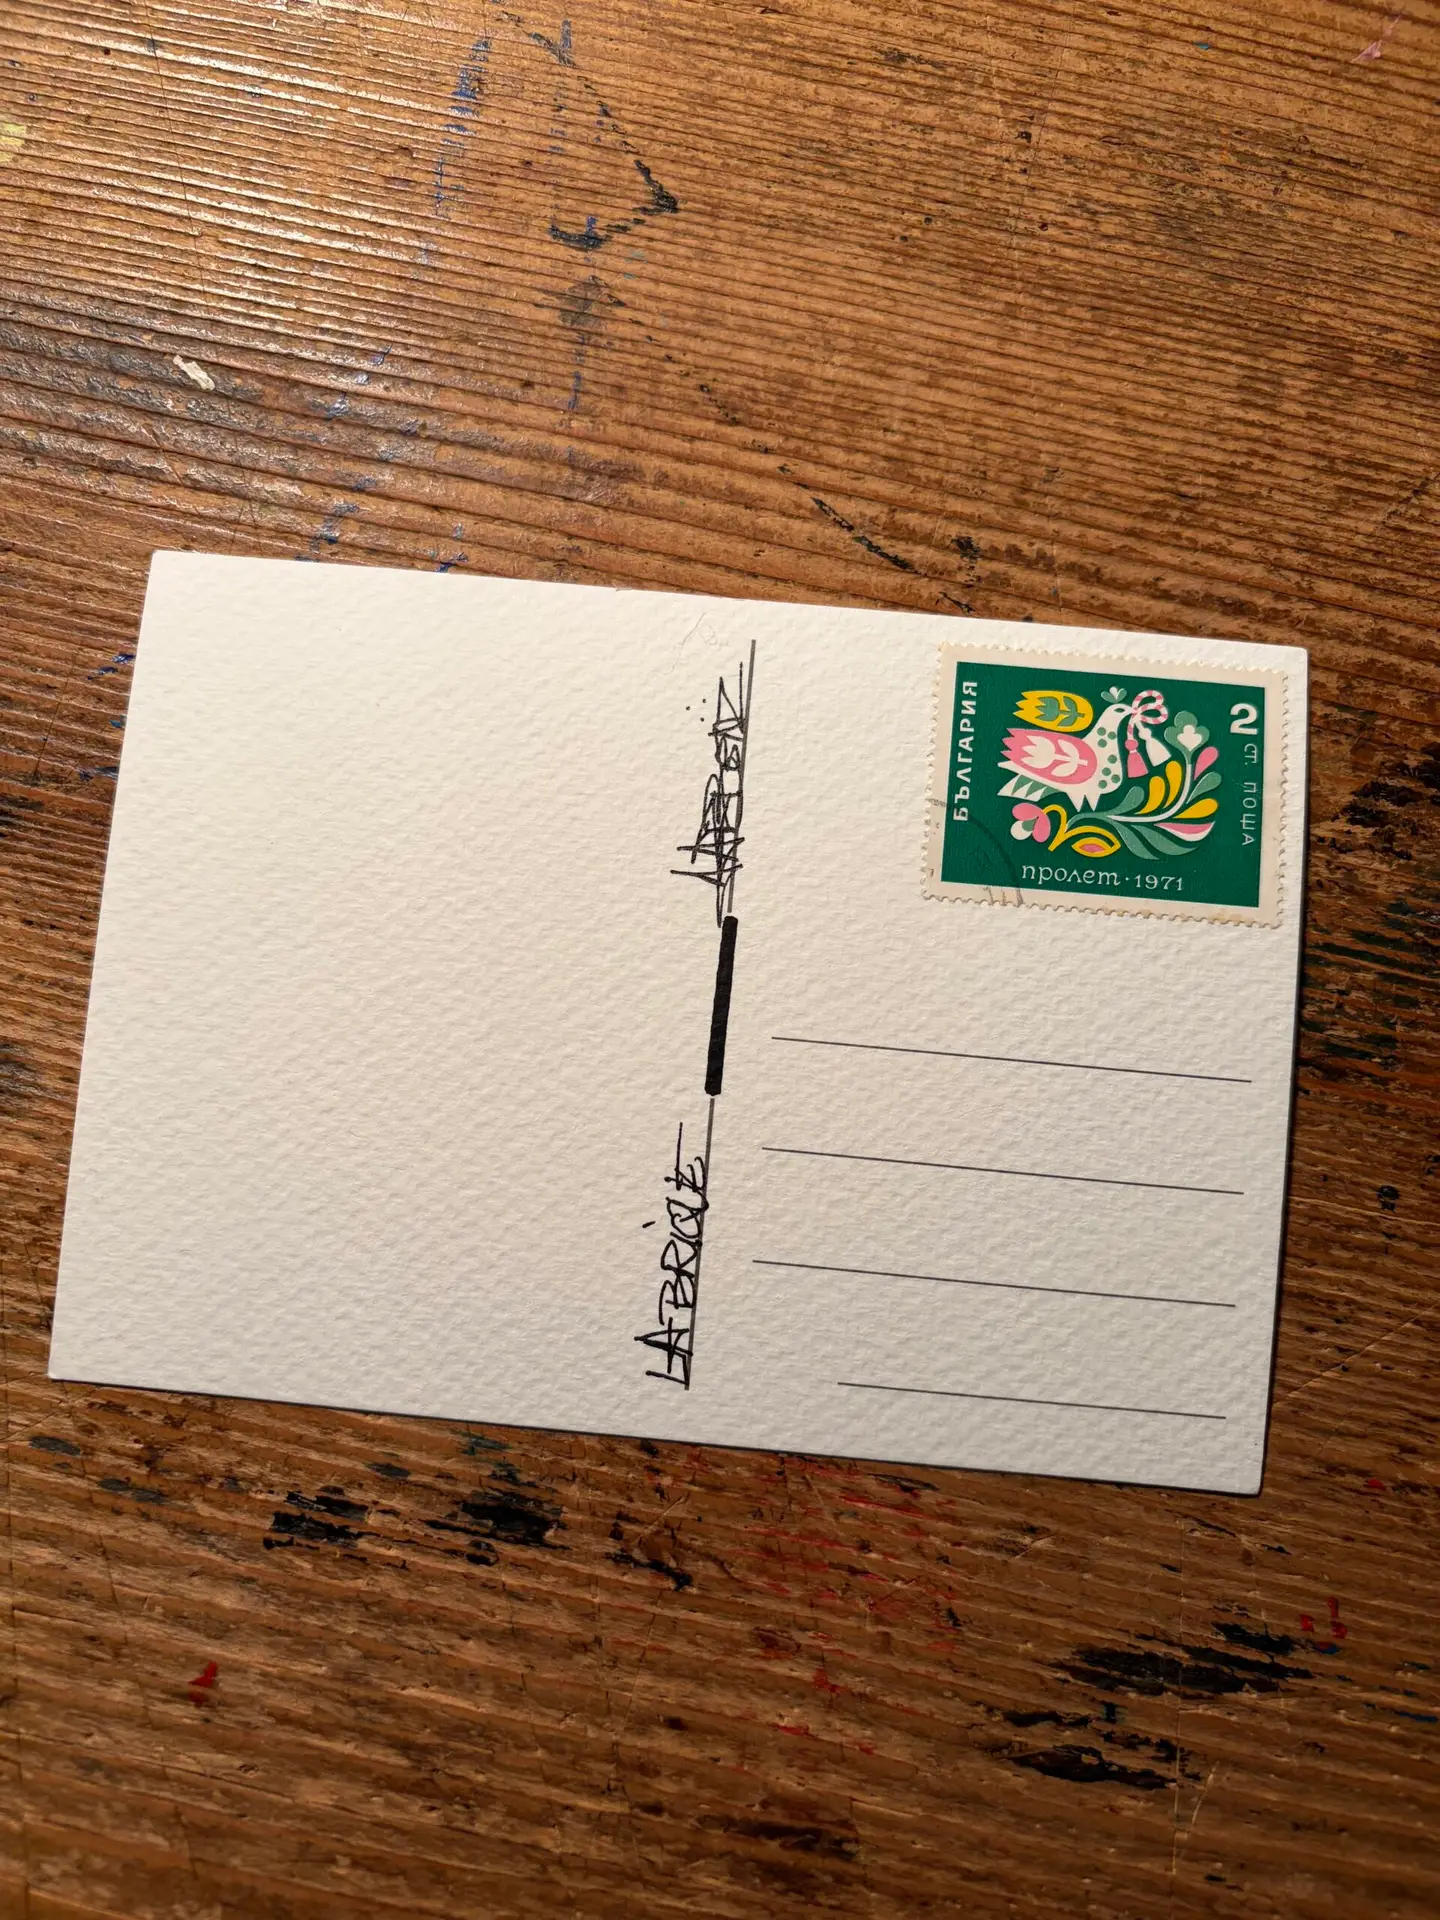 LA BRIQUE
БЪЛГАРИЯ
2 СТ. ПОЩА
пролет · 1971